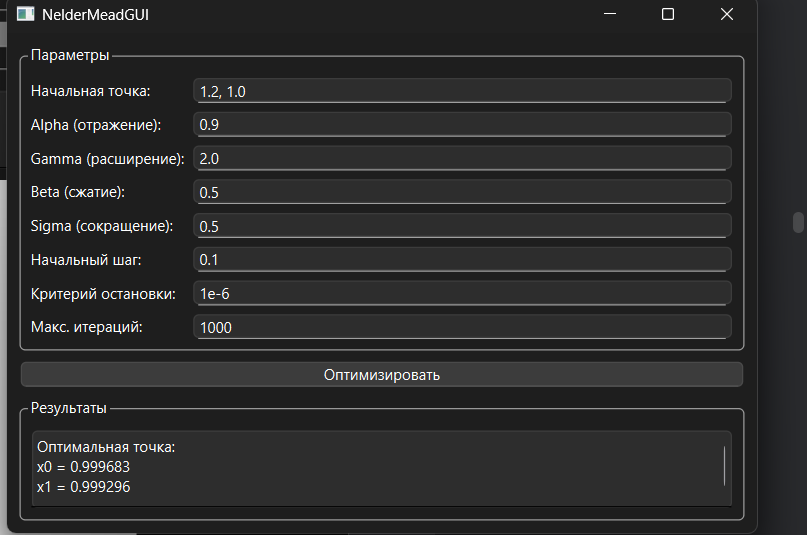 NelderMeadGUI
Параметры
Начальная точка: 1.2, 1.0
Alpha (отражение): 0.9
Gamma (расширение): 2.0
Beta (сжатие): 0.5
Sigma (сокращение): 0.5
Начальный шаг: 0.1
Критерий остановки: 1e-6
Макс. итераций: 1000
Оптимизировать
Результаты
Оптимальная точка:
x0 = 0.999683
x1 = 0.999296